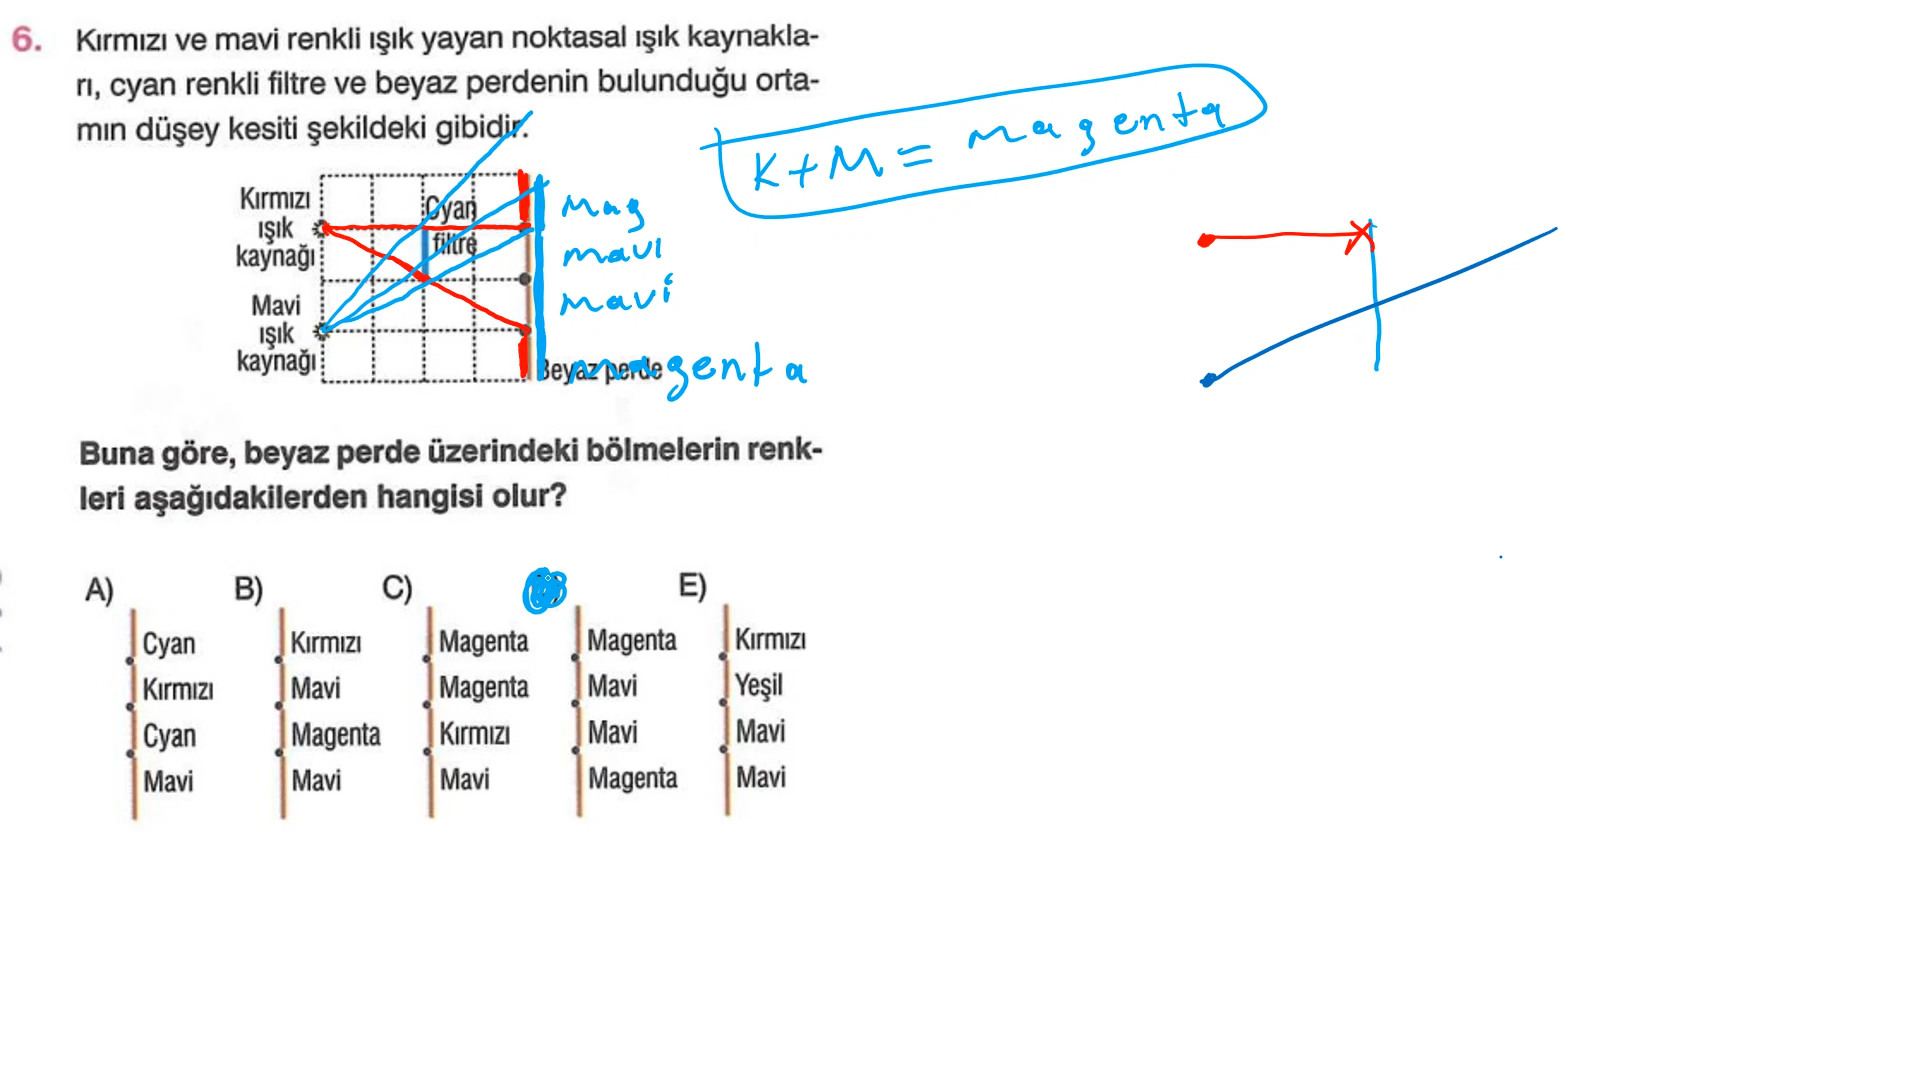 6. Kırmızı ve mavi renkli ışık yayan noktasal ışık kaynakla-
rı, cyan renkli filtre ve beyaz perdenin bulunduğu orta-
mın düşey kesiti şekildeki gibidir.
K+M = magenta
Kırmızı
ışık
kaynağı
Cyan
filtre
Mavi
ışık
kaynağı
mag
mavi
mavi
magenta
Beyaz perde
Buna göre, beyaz perde üzerindeki bölmelerin renk-
leri aşağıdakilerden hangisi olur?
A)
Cyan
Kırmızı
Cyan
Mavi
B)
Kırmızı
Mavi
Magenta
Mavi
C)
Magenta
Magenta
Kırmızı
Mavi
Magenta
Mavi
Mavi
Magenta
E)
Kırmızı
Yeşil
Mavi
Mavi